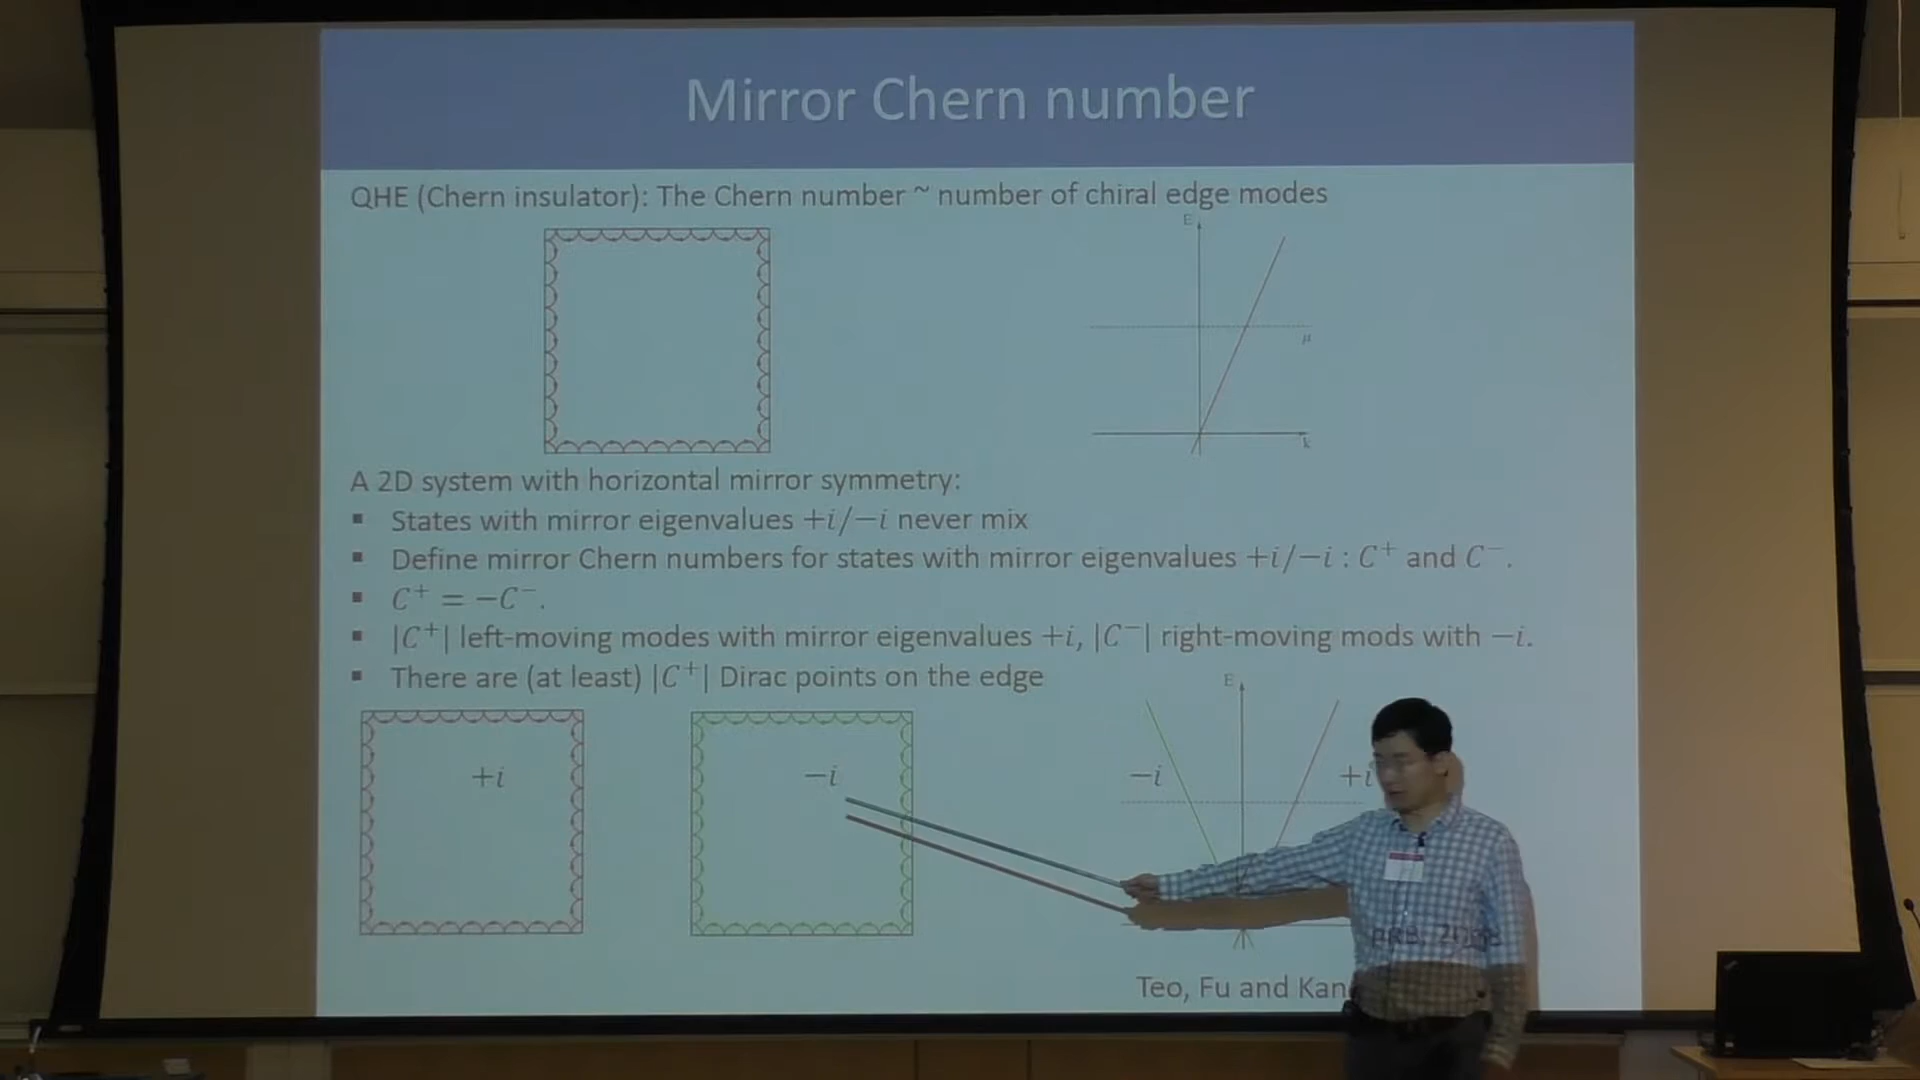 Mirror Chern number
QHE (Chern insulator): The Chern number ~ number of chiral edge modes
E
μ
k
A 2D system with horizontal mirror symmetry:
▪ States with mirror eigenvalues +i/−i never mix
▪ Define mirror Chern numbers for states with mirror eigenvalues +i/−i : C⁺ and C⁻.
▪ C⁺ = −C⁻.
▪ |C⁺| left-moving modes with mirror eigenvalues +i, |C⁻| right-moving mods with −i.
▪ There are (at least) |C⁺| Dirac points on the edge
E
+i
−i
−i
+i
PRB,
Teo, Fu and